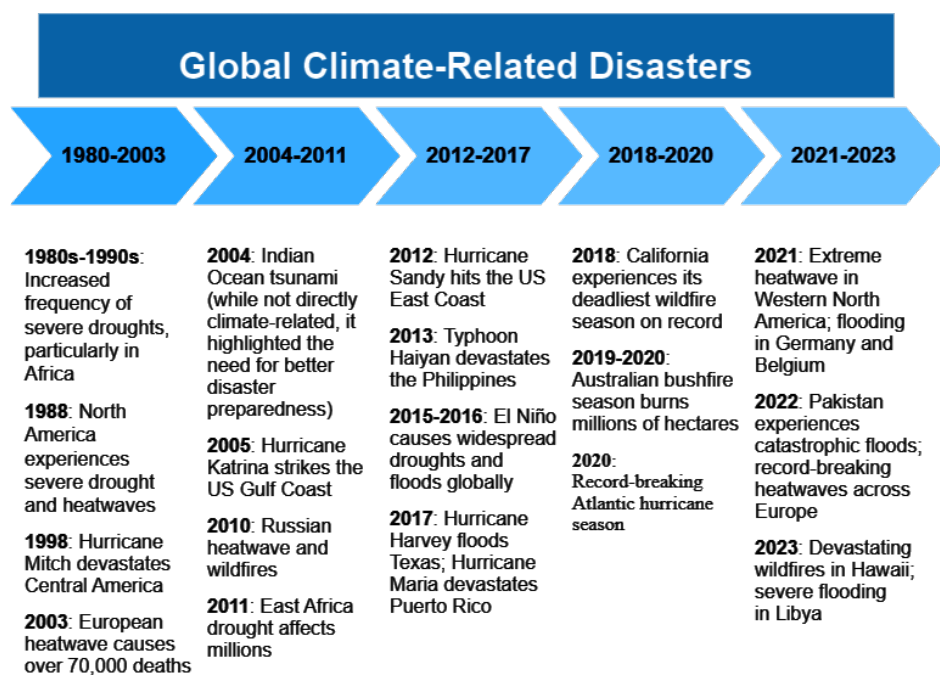 Global Climate-Related Disasters
1980-2003
2004-2011
2012-2017
2018-2020
2021-2023
1980s-1990s:
Increased
frequency of
severe droughts,
particularly in
Africa
1988: North
America
experiences
severe drought
and heatwaves
1998: Hurricane
Mitch devastates
Central America
2003: European
heatwave causes
over 70,000 deaths
2004: Indian
Ocean tsunami
(while not directly
climate-related, it
highlighted the
need for better
disaster
preparedness)
2005: Hurricane
Katrina strikes the
US Gulf Coast
2010: Russian
heatwave and
wildfires
2011: East Africa
drought affects
millions
2012: Hurricane
Sandy hits the US
East Coast
2013: Typhoon
Haiyan devastates
the Philippines
2015-2016: El Niño
causes widespread
droughts and
floods globally
2017: Hurricane
Harvey floods
Texas; Hurricane
Maria devastates
Puerto Rico
2018: California
experiences its
deadliest wildfire
season on record
2019-2020:
Australian bushfire
season burns
millions of hectares
2020:
Record-breaking
Atlantic hurricane
season
2021: Extreme
heatwave in
Western North
America; flooding
in Germany and
Belgium
2022: Pakistan
experiences
catastrophic floods;
record-breaking
heatwaves across
Europe
2023: Devastating
wildfires in Hawaii;
severe flooding
in Libya